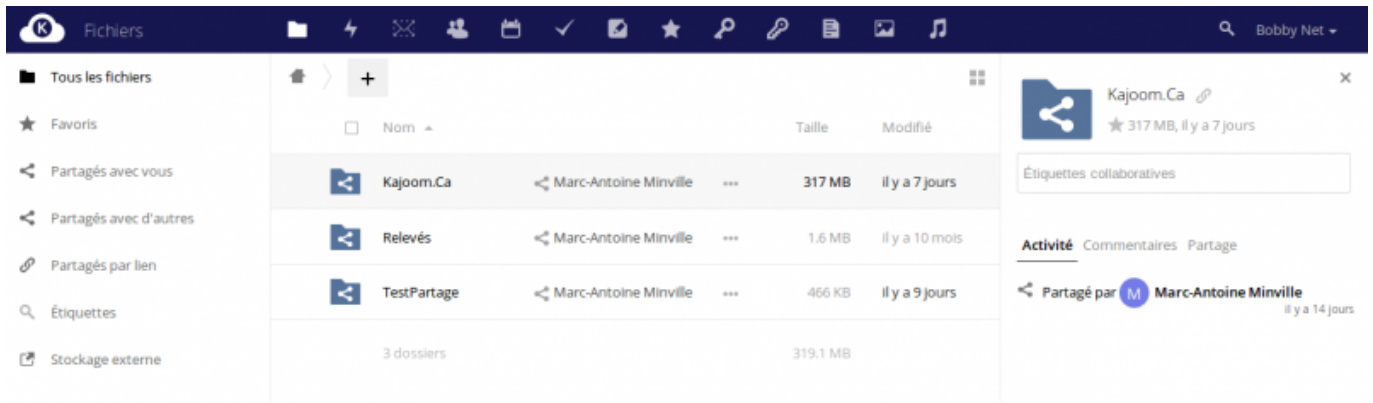 K Fichiers Bobby Net
Tous les fichiers
Favoris
Partagés avec vous
Partagés avec d'autres
Partagés par lien
Étiquettes
Stockage externe
+
Nom Taille Modifié
Kajoom.Ca Marc-Antoine Minville ... 317 MB il y a 7 jours
Relevés Marc-Antoine Minville ... 1.6 MB il y a 10 mois
TestPartage Marc-Antoine Minville ... 466 KB il y a 9 jours
3 dossiers 319.1 MB
×
Kajoom.Ca
317 MB, il y a 7 jours
Étiquettes collaboratives
Activité Commentaires Partage
Partagé par M Marc-Antoine Minville
il y a 14 jours